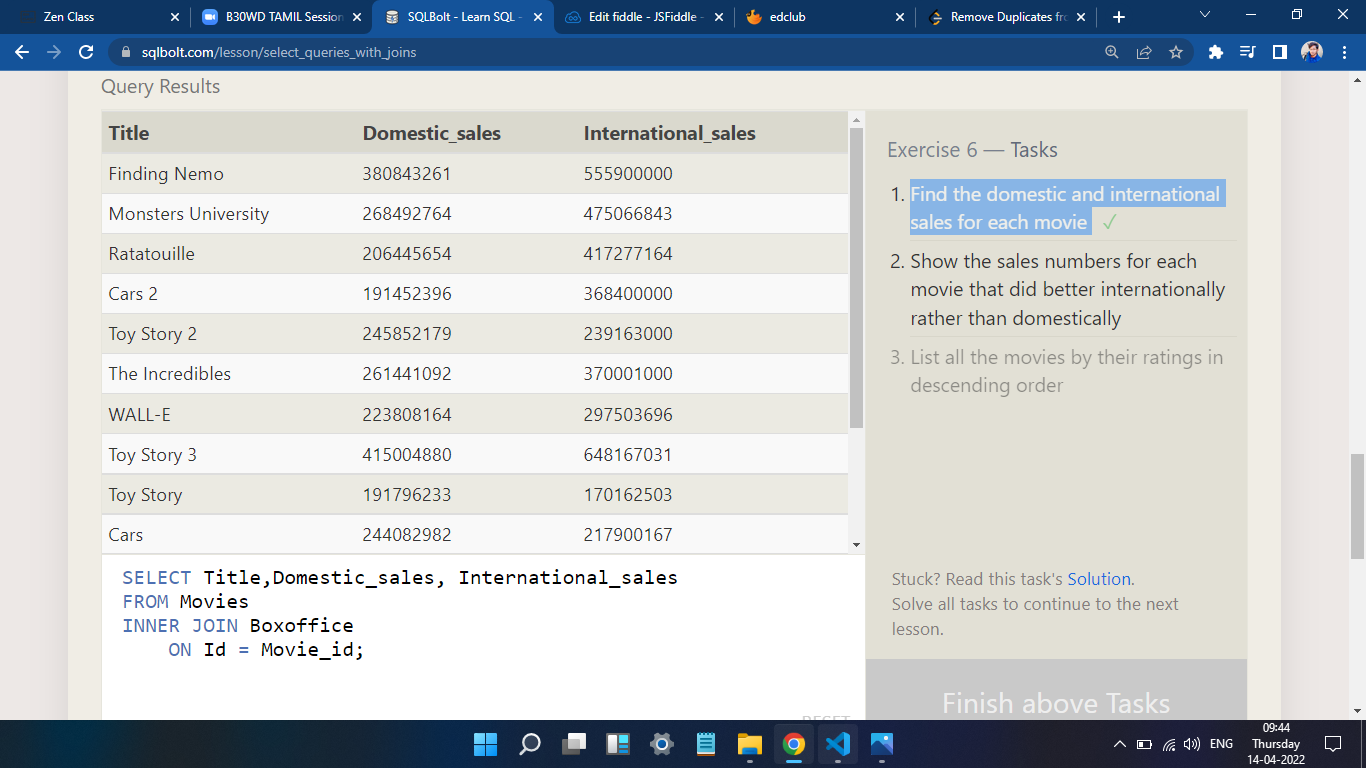 Zen Class
B30WD TAMIL Session
SQLBolt - Learn SQL -
Edit fiddle - JSFiddle -
edclub
Remove Duplicates fro
sqlbolt.com/lesson/select_queries_with_joins
Query Results
Title Domestic_sales International_sales
Finding Nemo 380843261 555900000
Monsters University 268492764 475066843
Ratatouille 206445654 417277164
Cars 2 191452396 368400000
Toy Story 2 245852179 239163000
The Incredibles 261441092 370001000
WALL-E 223808164 297503696
Toy Story 3 415004880 648167031
Toy Story 191796233 170162503
Cars 244082982 217900167
SELECT Title,Domestic_sales, International_sales
FROM Movies
INNER JOIN Boxoffice
ON Id = Movie_id;
RESET
Exercise 6 — Tasks
1. Find the domestic and international
sales for each movie ✓
2. Show the sales numbers for each
movie that did better internationally
rather than domestically
3. List all the movies by their ratings in
descending order
Stuck? Read this task's Solution.
Solve all tasks to continue to the next
lesson.
Finish above Tasks
ENG
09:44
Thursday
14-04-2022